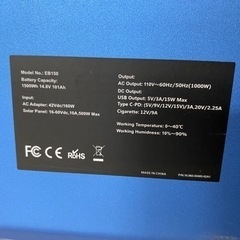 Model No.: EB150
Battery Capacity:
1500Wh 14.8V 101Ah
Input:
AC Adapter: 42Vdc/160W
Solar Panel: 16-60Vdc,10A,500W Max
Output:
AC Output: 110V~60Hz/50Hz(1000W)
DC Output:
USB Output: 5V/3A/15W Max
Type C-PD: (5V/9V/12V/15V)/3A,20V/2.25A
Cigarette: 12V/9A
Working Temperature: 0~40℃
Working Humidness: 10%~90%
FC CE RoHS
MADE IN CHINA